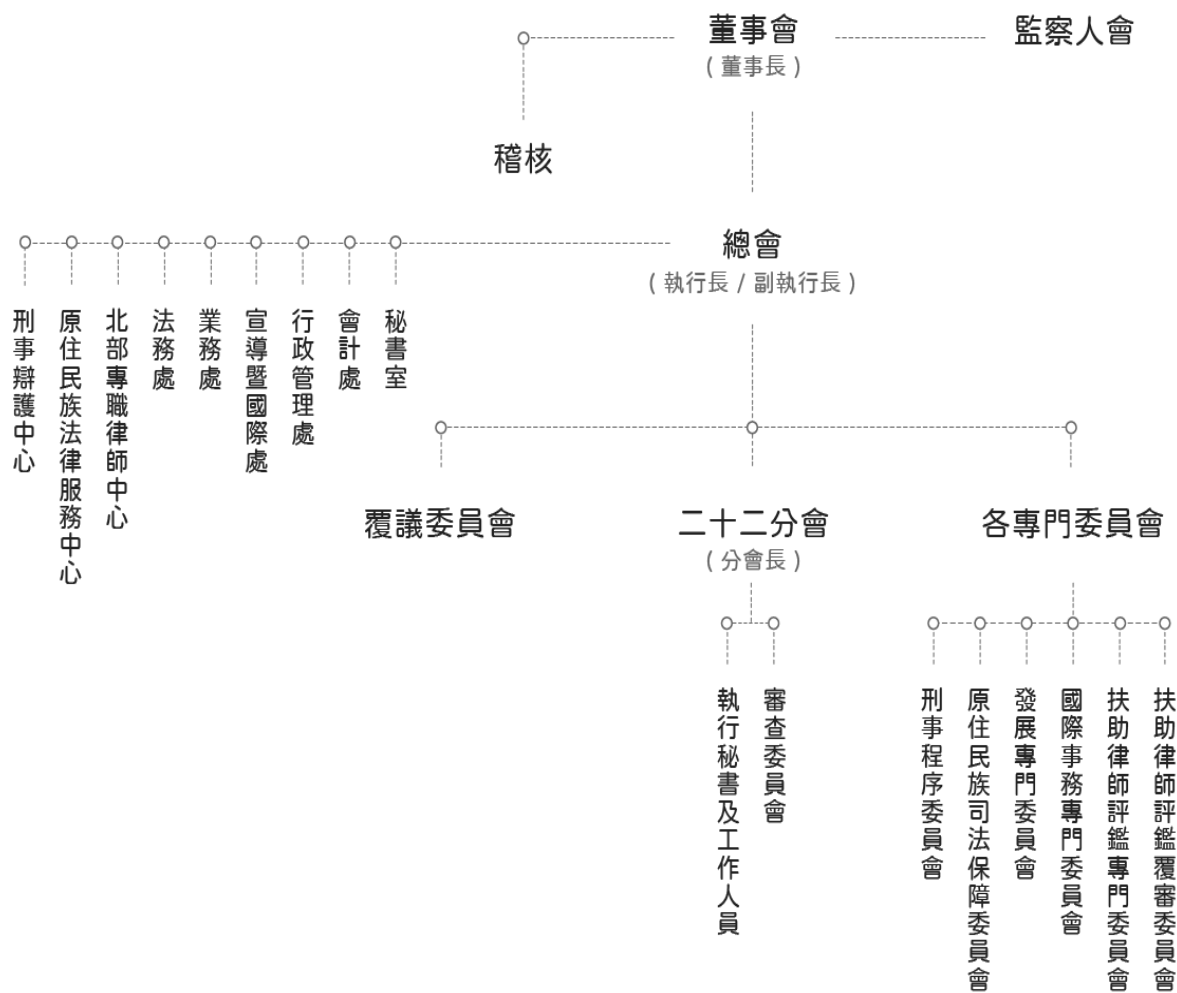 董事會
( 董事長 )
監察人會
稽核
總會
( 執行長 / 副執行長 )
刑事辯護中心
原住民族法律服務中心
北部專職律師中心
法務處
業務處
宣導暨國際處
行政管理處
會計處
秘書室
覆議委員會
二十二分會
( 分會長 )
各專門委員會
執行秘書及工作人員
審查委員會
刑事程序委員會
原住民族司法保障委員會
發展專門委員會
國際事務專門委員會
扶助律師評鑑專門委員會
扶助律師評鑑覆審委員會